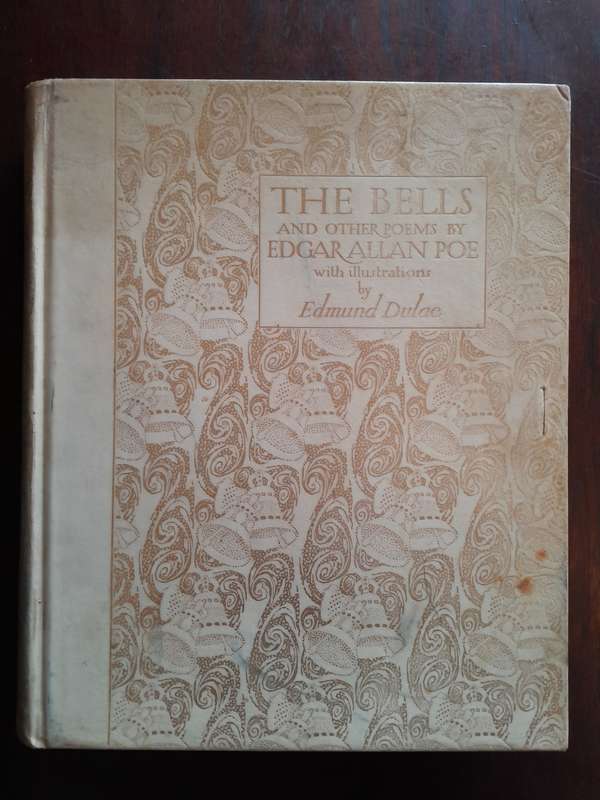 THE BELLS
AND OTHER POEMS BY
EDGAR ALLAN POE
with illustrations
by
Edmund Dulac